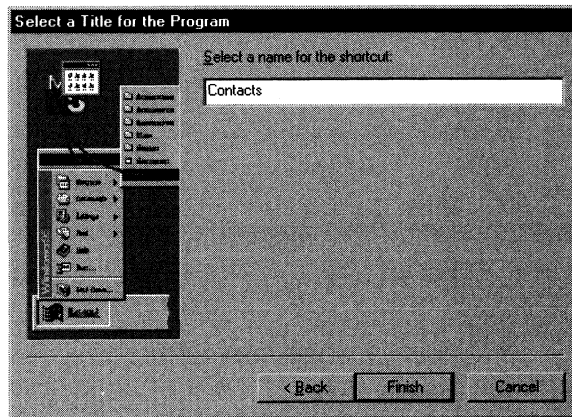 Select a Title for the Program
Select a name for the shortcut:
Contacts
< Back
Finish
Cancel